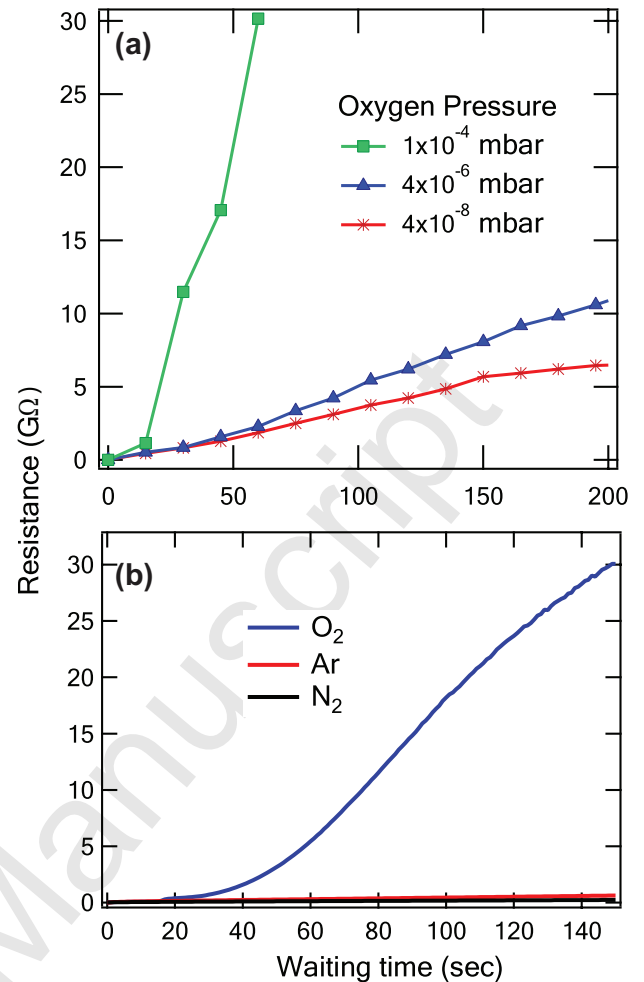 (a)
30
25
20
15
10
5
0
Oxygen Pressure
1x10⁻⁴ mbar
4x10⁻⁶ mbar
4x10⁻⁸ mbar
0 50 100 150 200
Resistance (GΩ)
(b)
30
25
20
15
10
5
0
O₂
Ar
N₂
0 20 40 60 80 100 120 140
Waiting time (sec)
Manuscript